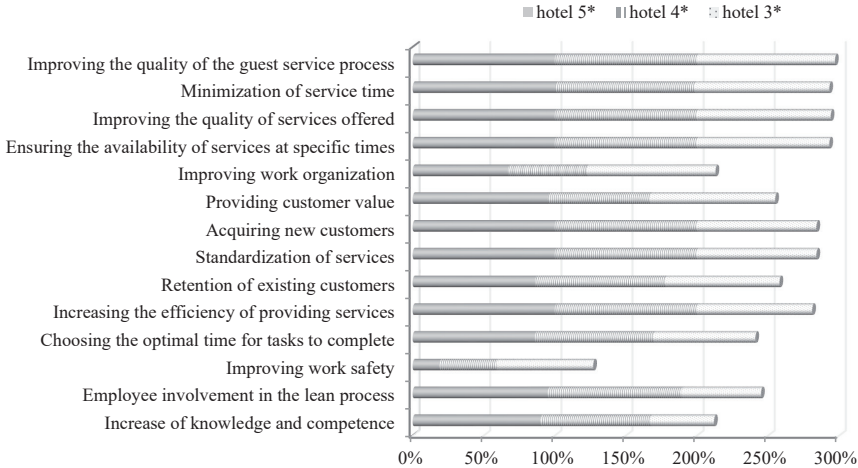 hotel 5* hotel 4* hotel 3*
Improving the quality of the guest service process
Minimization of service time
Improving the quality of services offered
Ensuring the availability of services at specific times
Improving work organization
Providing customer value
Acquiring new customers
Standardization of services
Retention of existing customers
Increasing the efficiency of providing services
Choosing the optimal time for tasks to complete
Improving work safety
Employee involvement in the lean process
Increase of knowledge and competence
0% 50% 100% 150% 200% 250% 300%